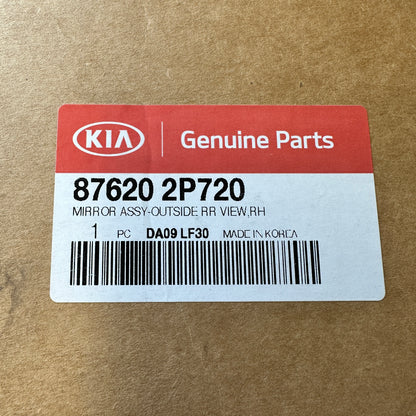 KIA Genuine Parts
87620 2P720
MIRROR ASSY-OUTSIDE RR VIEW,RH
1 PC DA09 LF30 MADE IN KOREA